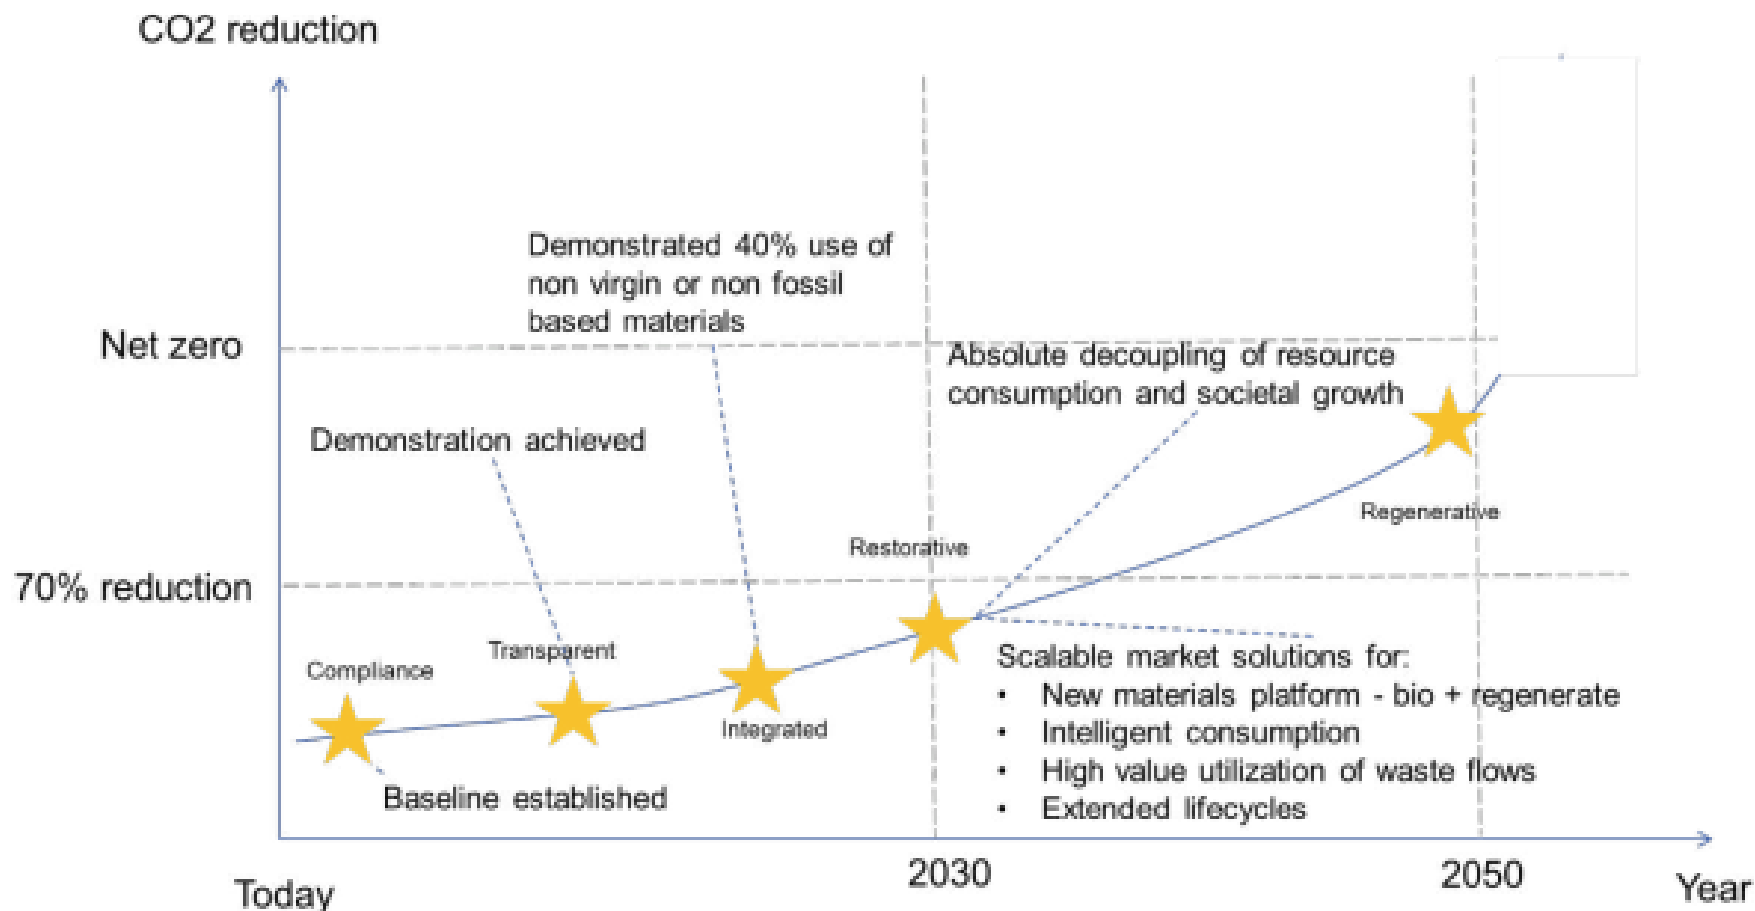 CO2 reduction
Demonstrated 40% use of
non virgin or non fossil
based materials
Net zero
Absolute decoupling of resource
consumption and societal growth
Demonstration achieved
Regenerative
Restorative
70% reduction
Transparent
Compliance
Integrated
Scalable market solutions for:
• New materials platform - bio + regenerate
• Intelligent consumption
• High value utilization of waste flows
• Extended lifecycles
Baseline established
Today
2030
2050
Year